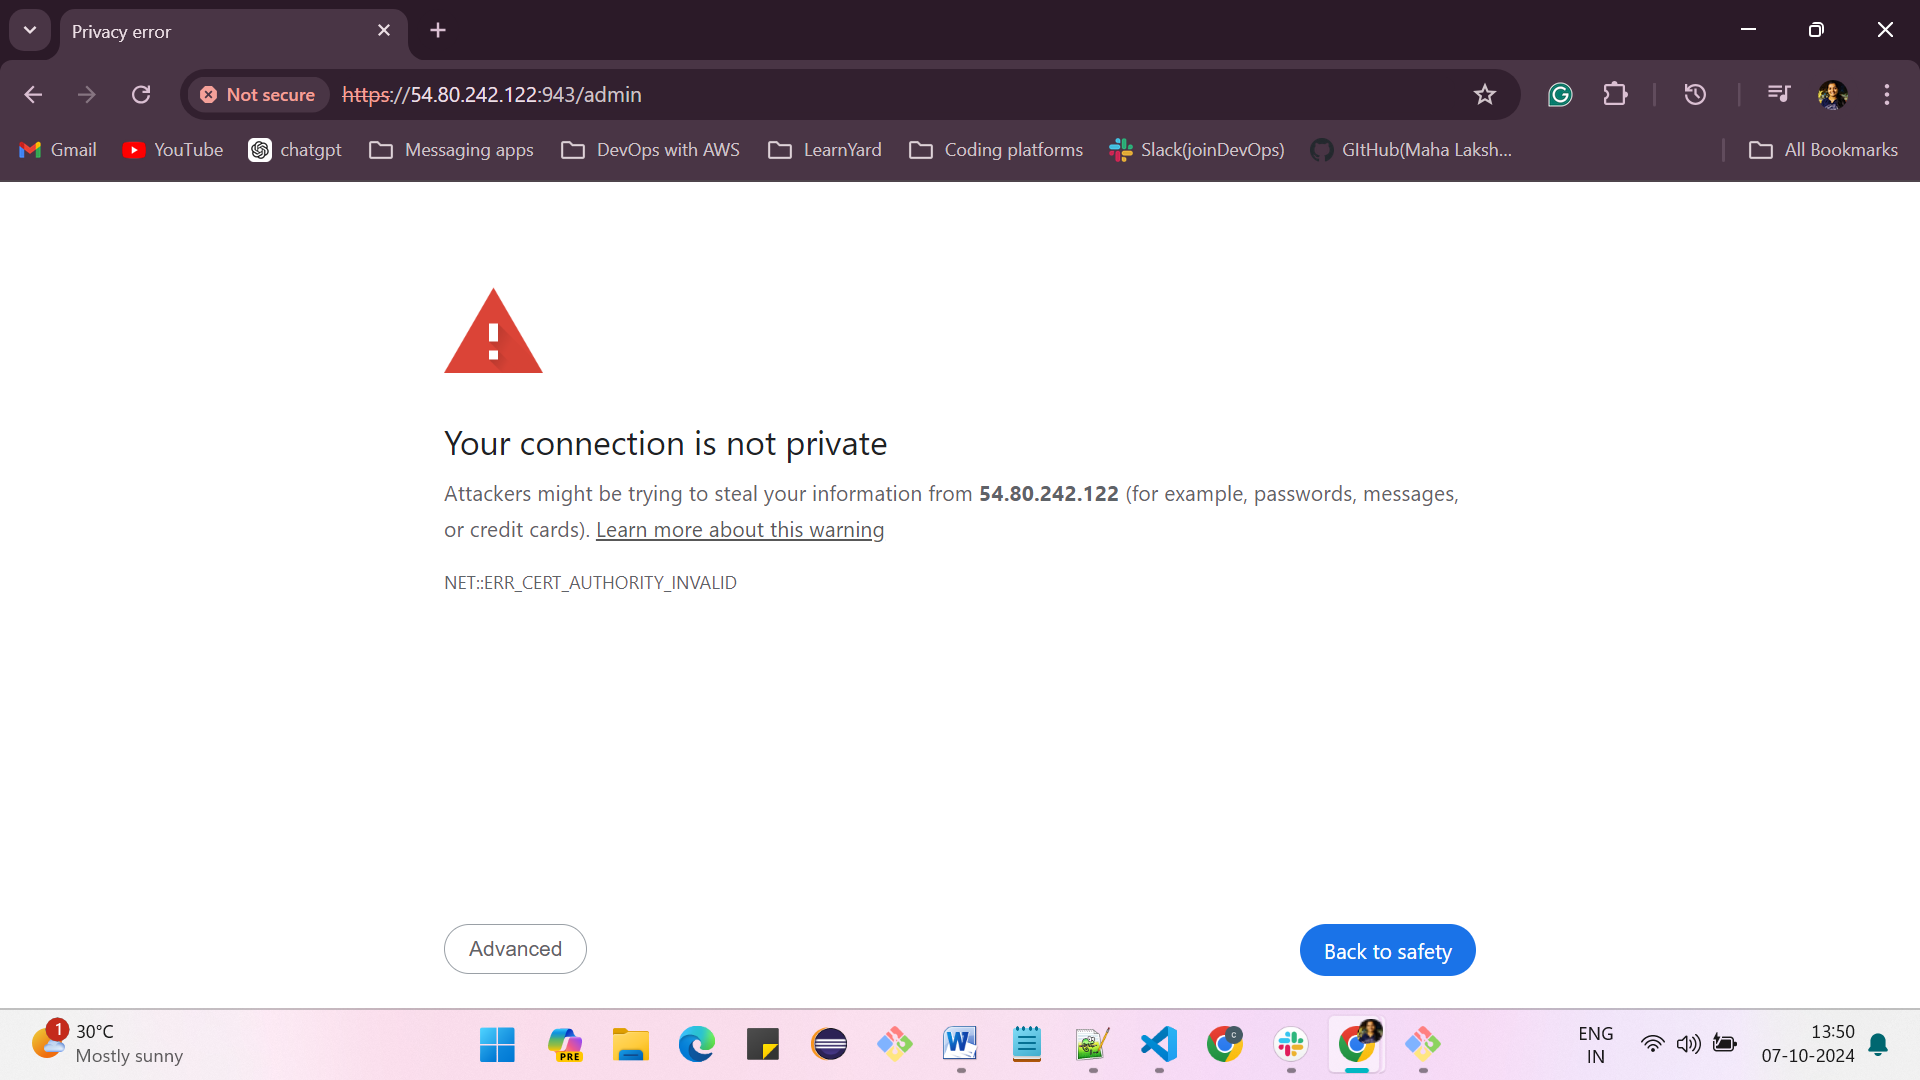 Privacy error
Not secure
https://54.80.242.122:943/admin
Gmail
YouTube
chatgpt
Messaging apps
DevOps with AWS
LearnYard
Coding platforms
Slack(joinDevOps)
GItHub(Maha Laksh...
All Bookmarks
Your connection is not private
Attackers might be trying to steal your information from 54.80.242.122 (for example, passwords, messages,
or credit cards). Learn more about this warning
NET::ERR_CERT_AUTHORITY_INVALID
Advanced
Back to safety
1
30°C
Mostly sunny
PRE
ENG
IN
13:50
07-10-2024